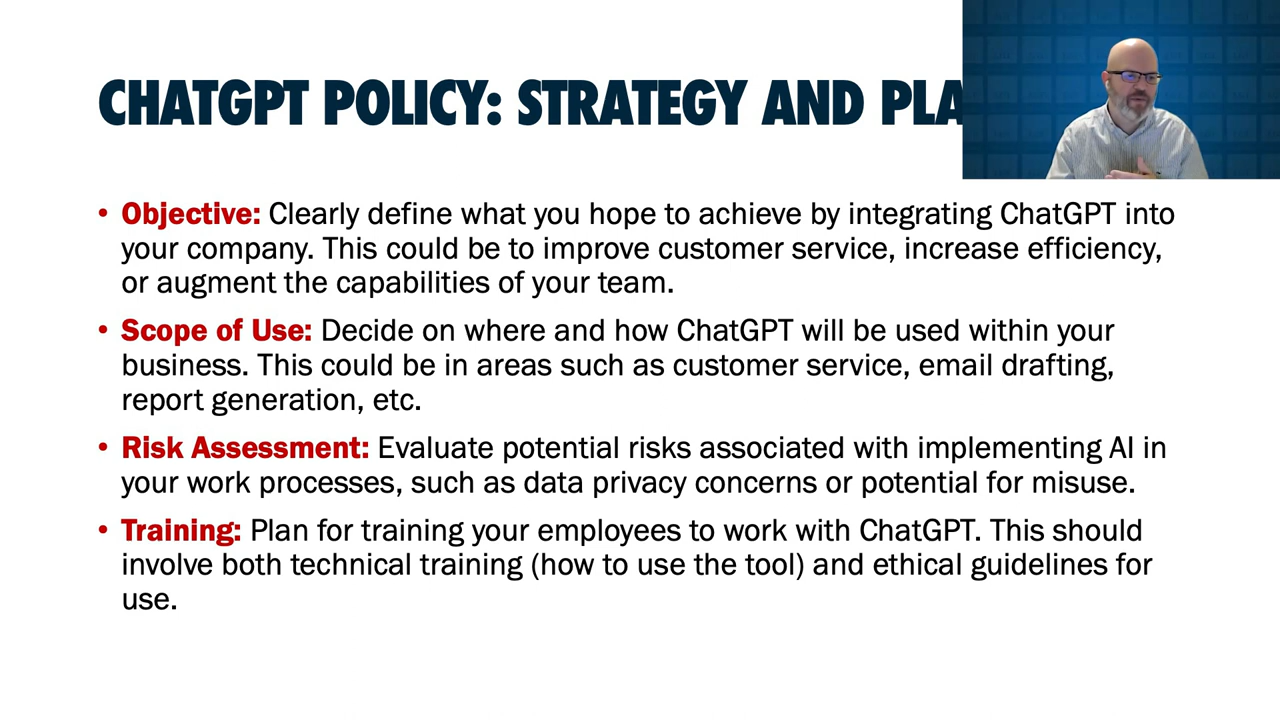 CHATGPT POLICY: STRATEGY AND PLA
• Objective: Clearly define what you hope to achieve by integrating ChatGPT into
your company. This could be to improve customer service, increase efficiency,
or augment the capabilities of your team.
• Scope of Use: Decide on where and how ChatGPT will be used within your
business. This could be in areas such as customer service, email drafting,
report generation, etc.
• Risk Assessment: Evaluate potential risks associated with implementing AI in
your work processes, such as data privacy concerns or potential for misuse.
• Training: Plan for training your employees to work with ChatGPT. This should
involve both technical training (how to use the tool) and ethical guidelines for
use.